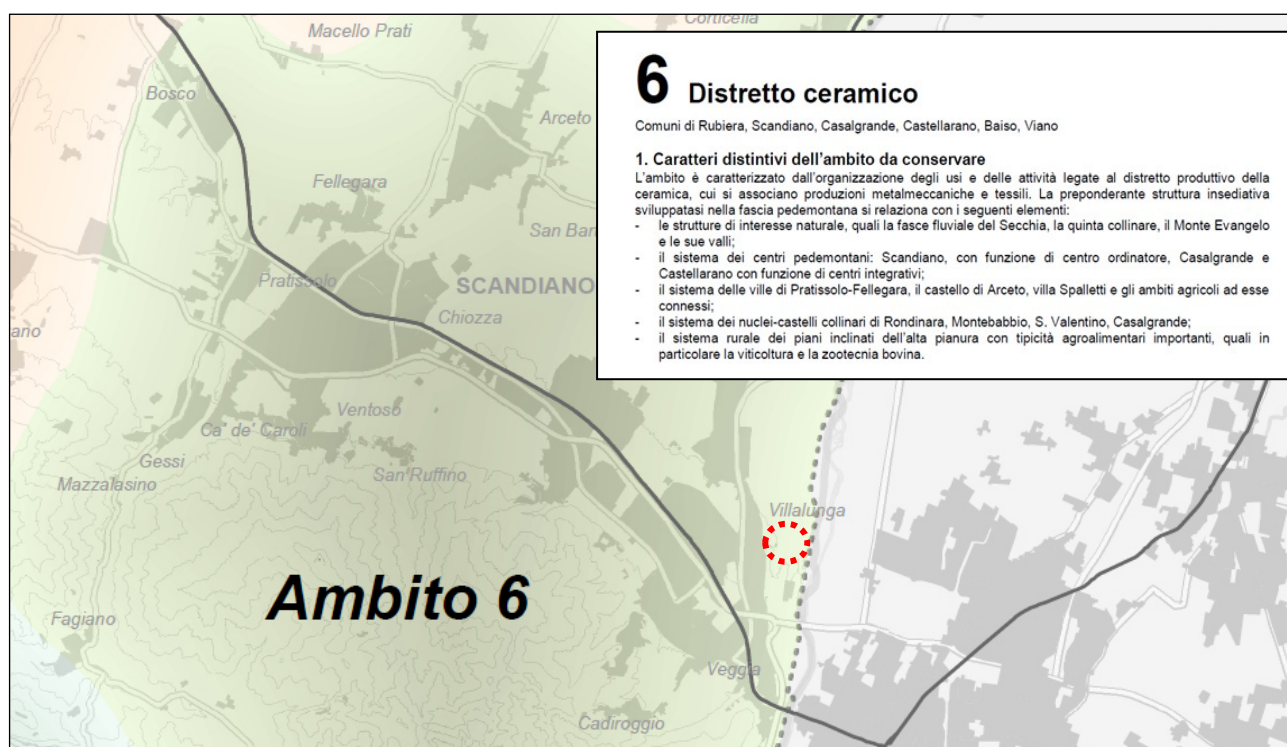 Corticella
Macello Prati
Bosco
Arceto
Fellegara
San Ban
Pratissolo
SCANDIANO
Chiozza
ano
Ventoso
Ca' de' Caroli
Gessi
San Ruffino
Mazzalasino
Villalunga
Ambito 6
Fagiano
Veggia
Cadiroggio
6 Distretto ceramico
Comuni di Rubiera, Scandiano, Casalgrande, Castellarano, Baiso, Viano
1. Caratteri distintivi dell'ambito da conservare
L'ambito è caratterizzato dall'organizzazione degli usi e delle attività legate al distretto produttivo della
ceramica, cui si associano produzioni metalmeccaniche e tessili. La preponderante struttura insediativa
sviluppatasi nella fascia pedemontana si relaziona con i seguenti elementi:
- le strutture di interesse naturale, quali la fasce fluviale del Secchia, la quinta collinare, il Monte Evangelo
e le sue valli;
- il sistema dei centri pedemontani: Scandiano, con funzione di centro ordinatore, Casalgrande e
Castellarano con funzione di centri integrativi;
- il sistema delle ville di Pratissolo-Fellegara, il castello di Arceto, villa Spalletti e gli ambiti agricoli ad esse
connessi;
- il sistema dei nuclei-castelli collinari di Rondinara, Montebabbio, S. Valentino, Casalgrande;
- il sistema rurale dei piani inclinati dell'alta pianura con tipicità agroalimentari importanti, quali in
particolare la viticoltura e la zootecnia bovina.